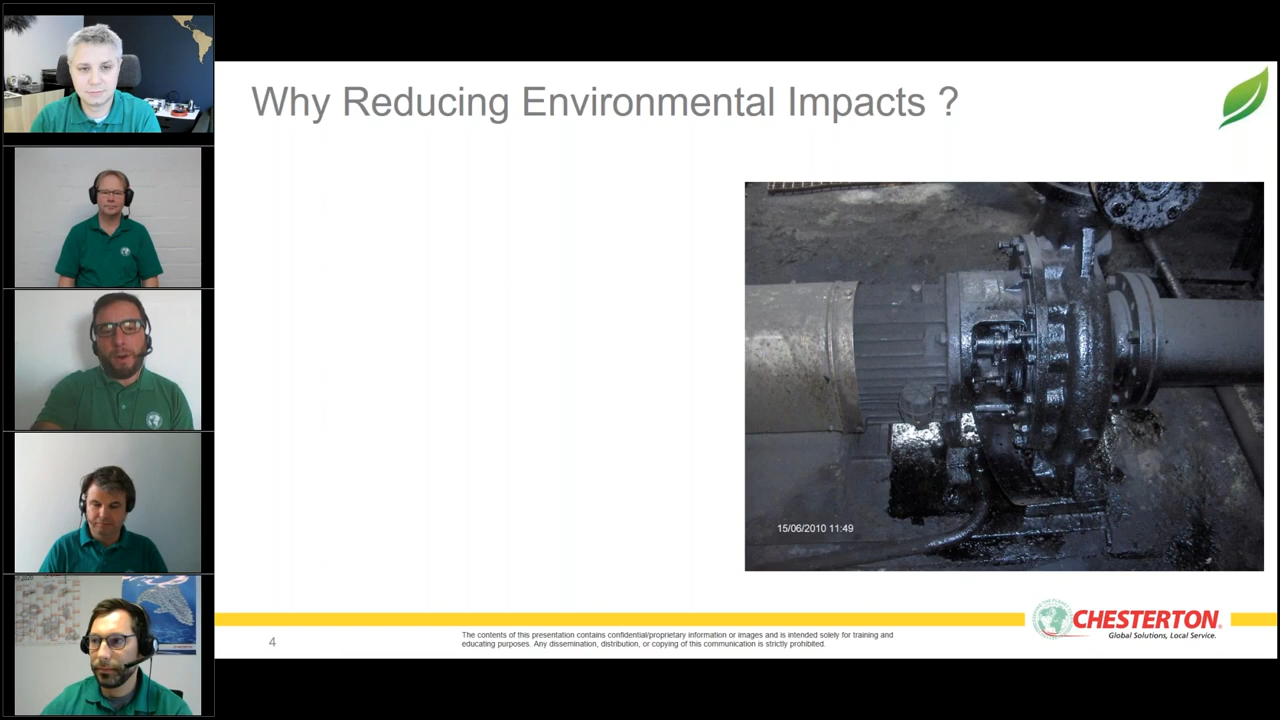 Why Reducing Environmental Impacts ?
15/06/2010 11:49
CHESTERTON
Global Solutions, Local Service.
4
The contents of this presentation contains confidential/proprietary information or images and is intended solely for training and
educating purposes. Any dissemination, distribution, or copying of this communication is strictly prohibited.